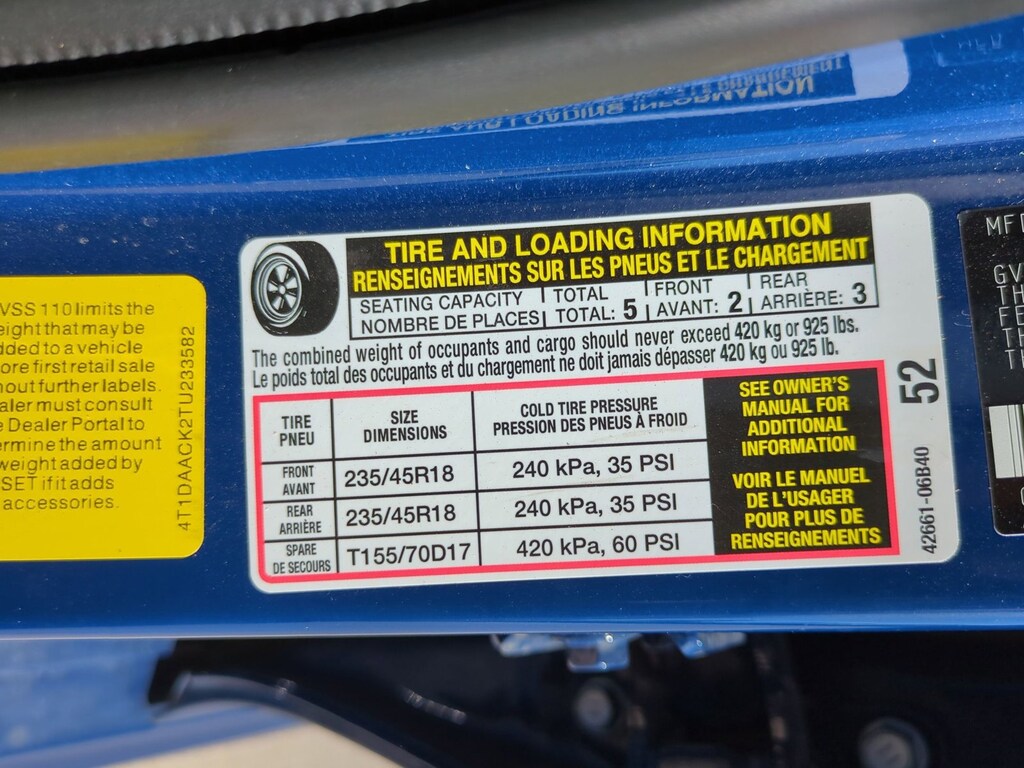 TIRE AND LOADING INFORMATION
RENSEIGNEMENTS SUR LES PNEUS ET LE CHARGEMENT
SEATING CAPACITY TOTAL FRONT REAR
NOMBRE DE PLACES TOTAL: 5 AVANT: 2 ARRIÈRE: 3
The combined weight of occupants and cargo should never exceed 420 kg or 925 lbs.
Le poids total des occupants et du chargement ne doit jamais dépasser 420 kg ou 925 lb.
TIRE
PNEU
SIZE
DIMENSIONS
COLD TIRE PRESSURE
PRESSION DES PNEUS À FROID
FRONT
AVANT
235/45R18
240 kPa, 35 PSI
REAR
ARRIÈRE
235/45R18
240 kPa, 35 PSI
SPARE
DE SECOURS
T155/70D17
420 kPa, 60 PSI
SEE OWNER'S
MANUAL FOR
ADDITIONAL
INFORMATION
VOIR LE MANUEL
DE L'USAGER
POUR PLUS DE
RENSEIGNEMENTS
52
42661-06B40
VSS 110 limits the
that may be
to a vehicle
first retail sale
further labels.
must consult
Dealer Portal to
the amount
weight added by
SET if it adds
accessories.
4T1DAACK2TU233582